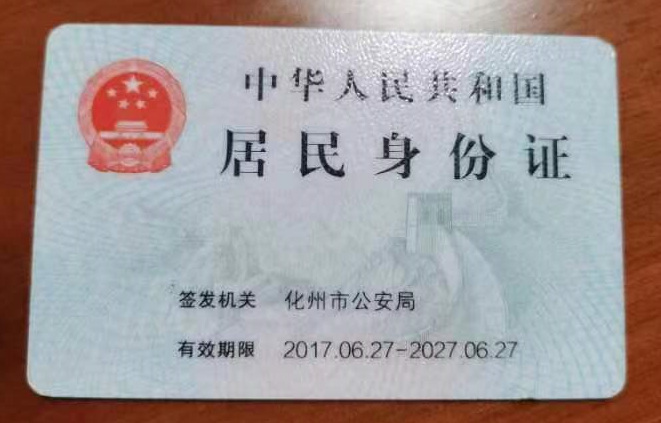 中华人民共和国
居民身份证
签发机关 化州市公安局
有效期限 2017.06.27-2027.06.27